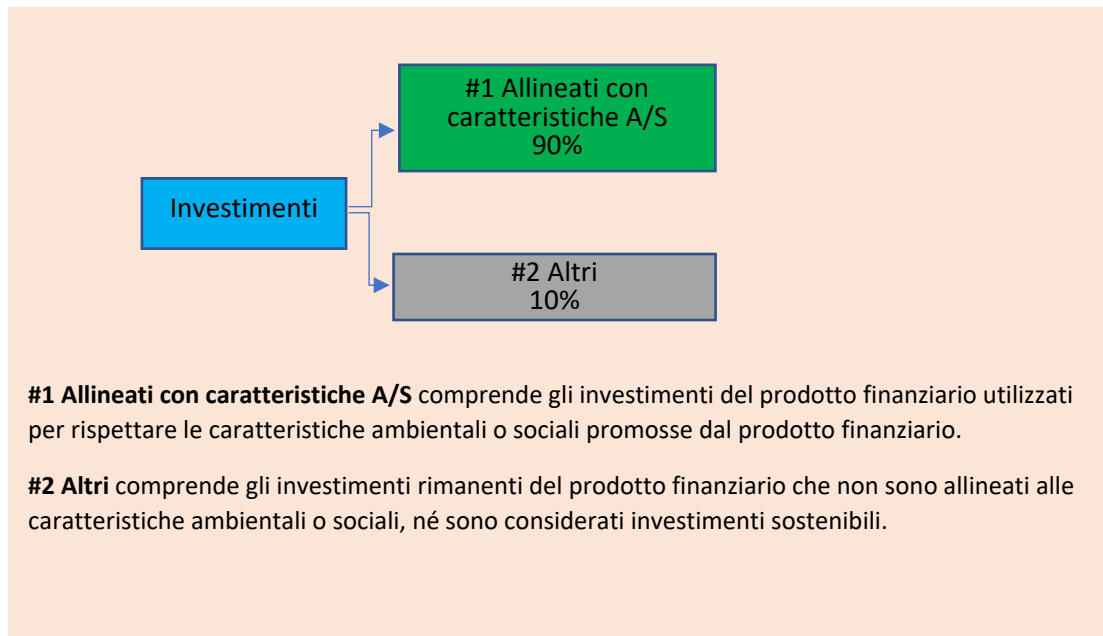 #1 Allineati con
caratteristiche A/S
90%
Investimenti
#2 Altri
10%
#1 Allineati con caratteristiche A/S comprende gli investimenti del prodotto finanziario utilizzati
per rispettare le caratteristiche ambientali o sociali promosse dal prodotto finanziario.
#2 Altri comprende gli investimenti rimanenti del prodotto finanziario che non sono allineati alle
caratteristiche ambientali o sociali, né sono considerati investimenti sostenibili.